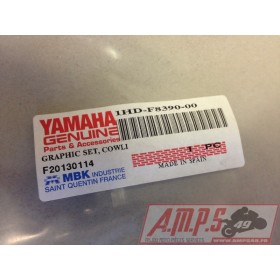 YAMAHA
GENUINE
Parts & Accessories
1HD-F8390-00
GRAPHIC SET, COWLI
F20130114
1 PC
MADE IN SPAIN
MBK INDUSTRIE
SAINT QUENTIN FRANCE
A.M.P.S
49